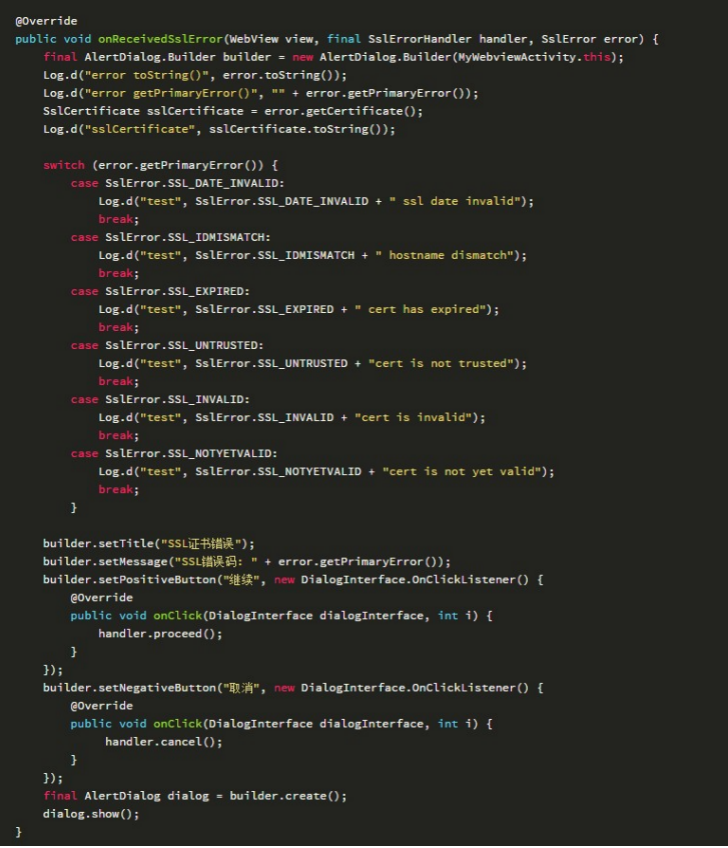 @Override
public void onReceivedSslError(WebView view, final SslErrorHandler handler, SslError error) {
    final AlertDialog.Builder builder = new AlertDialog.Builder(MyWebviewActivity.this);
    Log.d("error toString()", error.toString());
    Log.d("error getPrimaryError()", "" + error.getPrimaryError());
    SslCertificate sslCertificate = error.getCertificate();
    Log.d("sslCertificate", sslCertificate.toString());

    switch (error.getPrimaryError()) {
        case SslError.SSL_DATE_INVALID:
            Log.d("test", SslError.SSL_DATE_INVALID + " ssl date invalid");
            break;
        case SslError.SSL_IDMISMATCH:
            Log.d("test", SslError.SSL_IDMISMATCH + " hostname dismatch");
            break;
        case SslError.SSL_EXPIRED:
            Log.d("test", SslError.SSL_EXPIRED + " cert has expired");
            break;
        case SslError.SSL_UNTRUSTED:
            Log.d("test", SslError.SSL_UNTRUSTED + "cert is not trusted");
            break;
        case SslError.SSL_INVALID:
            Log.d("test", SslError.SSL_INVALID + "cert is invalid");
            break;
        case SslError.SSL_NOTYETVALID:
            Log.d("test", SslError.SSL_NOTYETVALID + "cert is not yet valid");
            break;
        }

    builder.setTitle("SSL证书错误");
    builder.setMessage("SSL错误码: " + error.getPrimaryError());
    builder.setPositiveButton("继续", new DialogInterface.OnClickListener() {
        @Override
        public void onClick(DialogInterface dialogInterface, int i) {
            handler.proceed();
        }
    });
    builder.setNegativeButton("取消", new DialogInterface.OnClickListener() {
        @Override
        public void onClick(DialogInterface dialogInterface, int i) {
             handler.cancel();
        }
    });
    final AlertDialog dialog = builder.create();
    dialog.show();
}